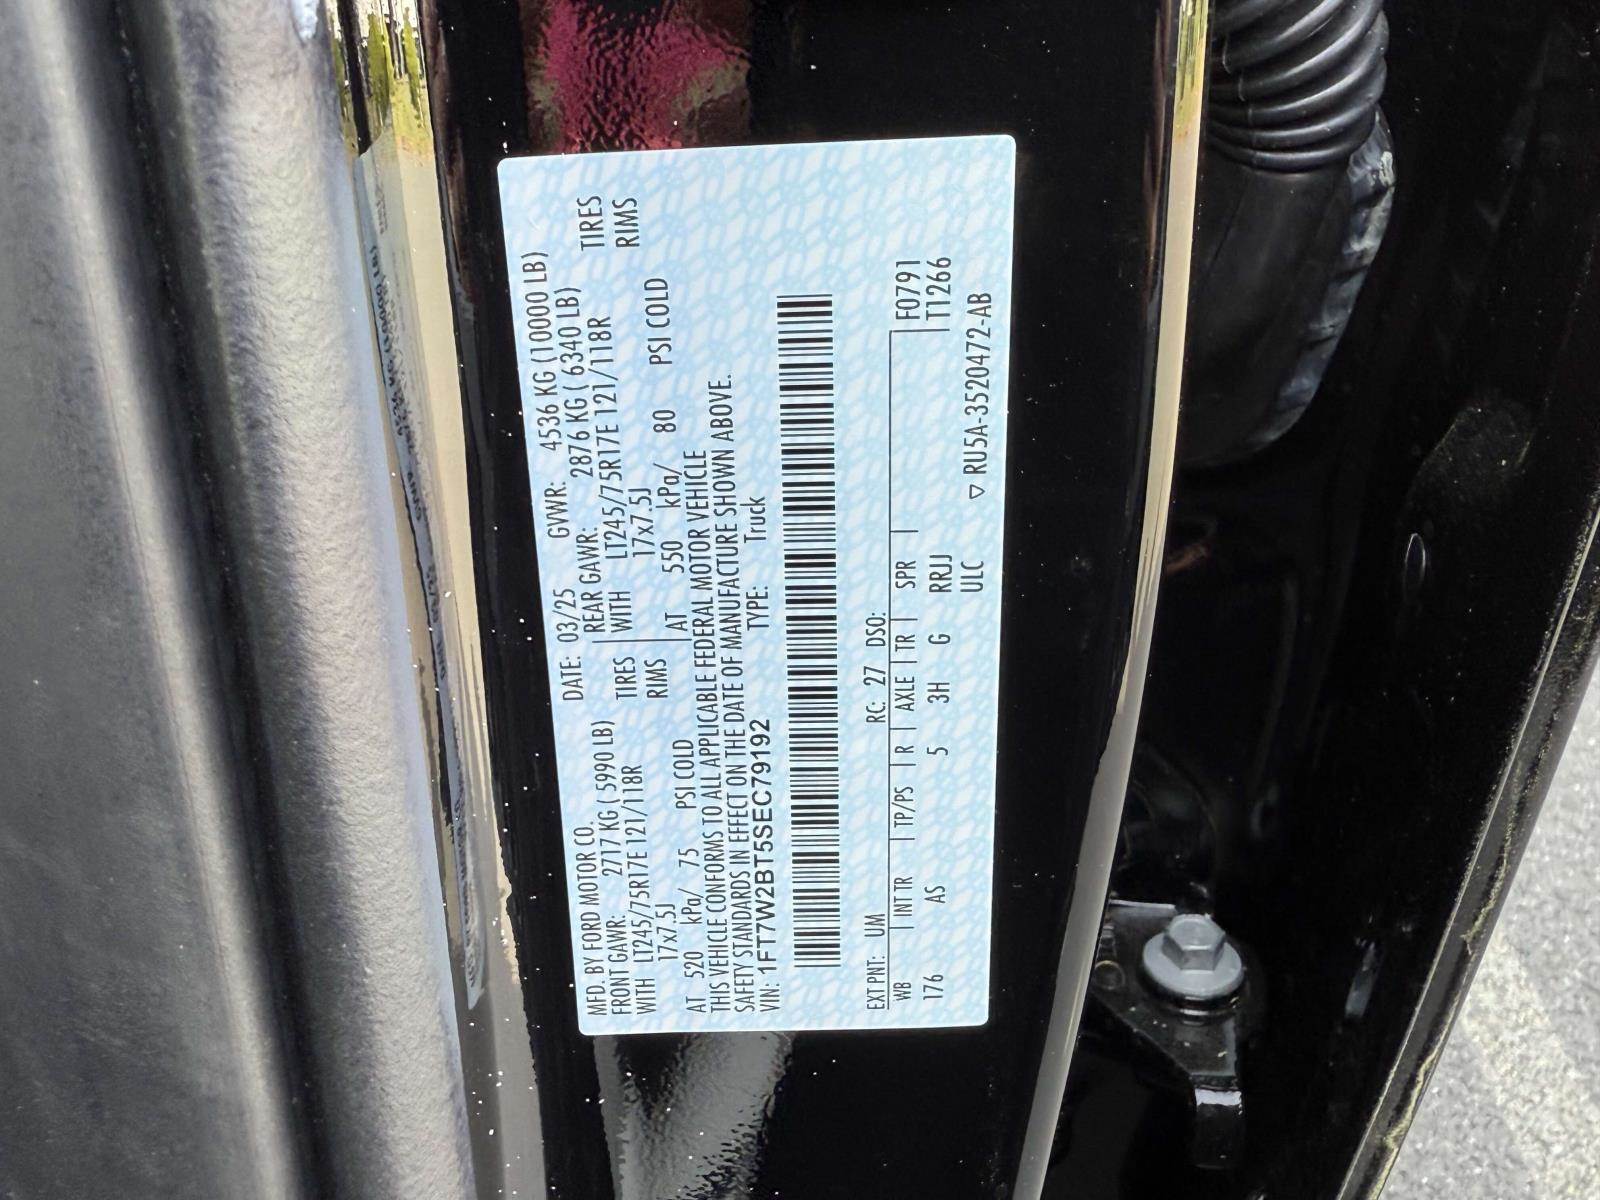 MFD. BY FORD MOTOR CO. DATE: 03/25 GVWR: 4536 KG (10000 LB)
FRONT GAWR: 2717 KG ( 5990 LB) REAR GAWR: 2876 KG ( 6340 LB)
WITH LT245/75R17E 121/118R TIRES WITH LT245/75R17E 121/118R TIRES
17x7.5J RIMS 17x7.5J RIMS
AT 520 kPa/ 75 PSI COLD AT 550 kPa/ 80 PSI COLD
THIS VEHICLE CONFORMS TO ALL APPLICABLE FEDERAL MOTOR VEHICLE
SAFETY STANDARDS IN EFFECT ON THE DATE OF MANUFACTURE SHOWN ABOVE.
VIN: 1FT7W2BT5SEC79192 TYPE: Truck
EXT PNT: UM RC: 27 DSO:
WB INT TR TP/PS R AXLE TR SPR F0791
176 AS 5 3H G RRJJ T1266
ULC ▽ RU5A-3520472-AB